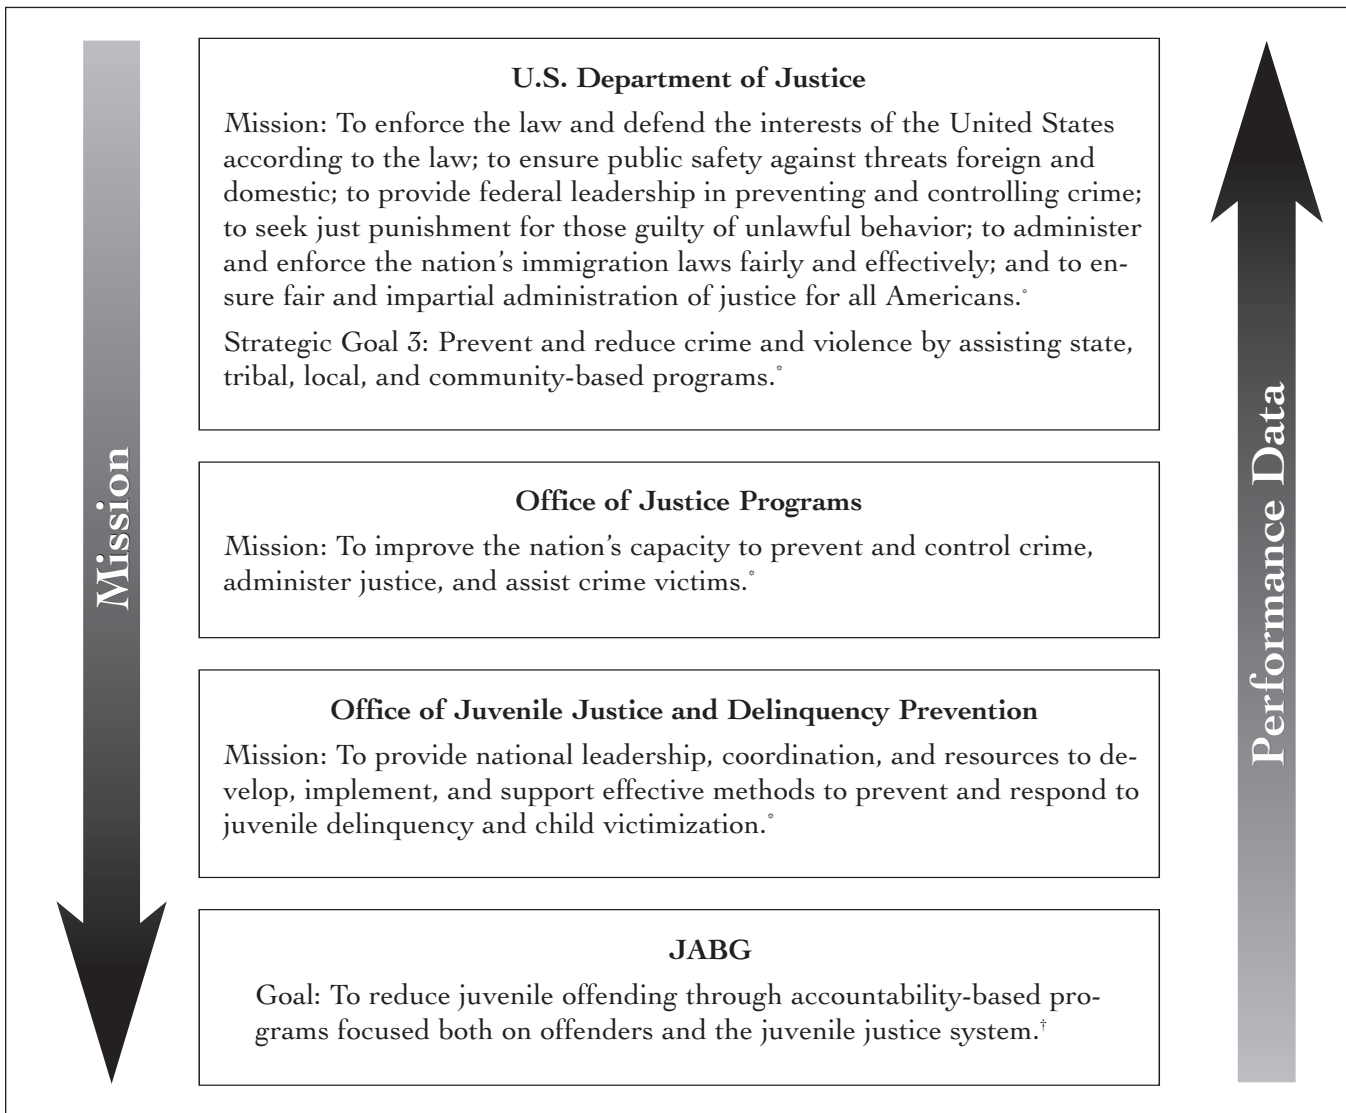 U.S. Department of Justice
Mission: To enforce the law and defend the interests of the United States
according to the law; to ensure public safety against threats foreign and
domestic; to provide federal leadership in preventing and controlling crime;
to seek just punishment for those guilty of unlawful behavior; to administer
and enforce the nation’s immigration laws fairly and effectively; and to en-
sure fair and impartial administration of justice for all Americans.*
Strategic Goal 3: Prevent and reduce crime and violence by assisting state,
tribal, local, and community-based programs.*
Mission
Office of Justice Programs
Mission: To improve the nation’s capacity to prevent and control crime,
administer justice, and assist crime victims.*
Performance Data
Office of Juvenile Justice and Delinquency Prevention
Mission: To provide national leadership, coordination, and resources to de-
velop, implement, and support effective methods to prevent and respond to
juvenile delinquency and child victimization.*
JABG
Goal: To reduce juvenile offending through accountability-based pro-
grams focused both on offenders and the juvenile justice system.†